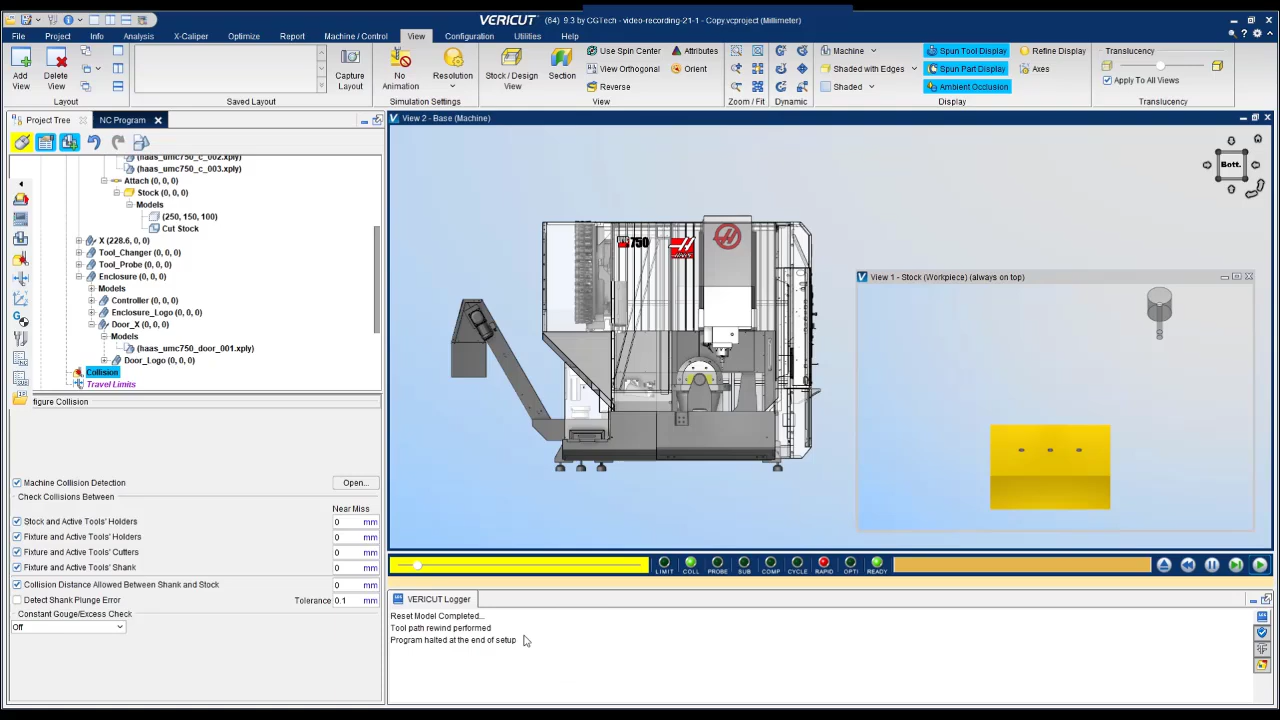 VERICUT (64) 9.3 by CGTech - video-recording-21-1 - Copy.vcproject (Millimeter)
File Project Info Analysis X-Caliper Optimize Report Machine / Control View Configuration Utilities Help
Add View
Delete View
Layout
Saved Layout
Capture Layout
No Animation
Resolution
Simulation Settings
Stock / Design View
Section
Use Spin Center
View Orthogonal
Reverse
Attributes
Orient
View
Zoom / Fit
Dynamic
Machine
Shaded with Edges
Shaded
Spun Tool Display
Spun Part Display
Ambient Occlusion
Refine Display
Axes
Display
Translucency
Apply To All Views
Translucency
Project Tree
NC Program
(haas_umc750_c_002.xply)
(haas_umc750_c_003.xply)
Attach (0, 0, 0)
Stock (0, 0, 0)
Models
(250, 150, 100)
Cut Stock
X (228.6, 0, 0)
Tool_Changer (0, 0, 0)
Tool_Probe (0, 0, 0)
Enclosure (0, 0, 0)
Models
Controller (0, 0, 0)
Enclosure_Logo (0, 0, 0)
Door_X (0, 0, 0)
Models
(haas_umc750_door_001.xply)
Door_Logo (0, 0, 0)
Collision
Travel Limits
figure Collision
Machine Collision Detection Open...
Check Collisions Between
Near Miss
Stock and Active Tools' Holders 0 mm
Fixture and Active Tools' Holders 0 mm
Fixture and Active Tools' Cutters 0 mm
Fixture and Active Tools' Shank 0 mm
Collision Distance Allowed Between Shank and Stock 0 mm
Detect Shank Plunge Error Tolerance 0.1 mm
Constant Gouge/Excess Check
Off
View 2 - Base (Machine)
Bott.
UMC 750
HAAS
View 1 - Stock (Workpiece) (always on top)
LIMIT COLL PROBE SUB COMP CYCLE RAPID OPTI READY
VERICUT Logger
Reset Model Completed...
Tool path rewind performed
Program halted at the end of setup